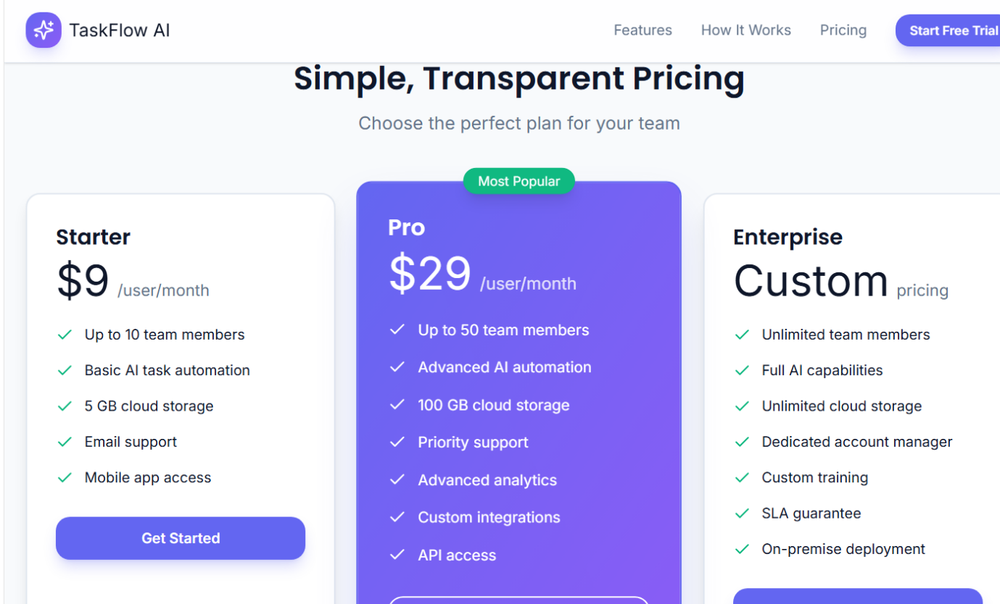 TaskFlow AI
Features
How It Works
Pricing
Start Free Trial
Simple, Transparent Pricing
Choose the perfect plan for your team
Starter
$9 /user/month
Up to 10 team members
Basic AI task automation
5 GB cloud storage
Email support
Mobile app access
Get Started
Most Popular
Pro
$29 /user/month
Up to 50 team members
Advanced AI automation
100 GB cloud storage
Priority support
Advanced analytics
Custom integrations
API access
Enterprise
Custom pricing
Unlimited team members
Full AI capabilities
Unlimited cloud storage
Dedicated account manager
Custom training
SLA guarantee
On-premise deployment